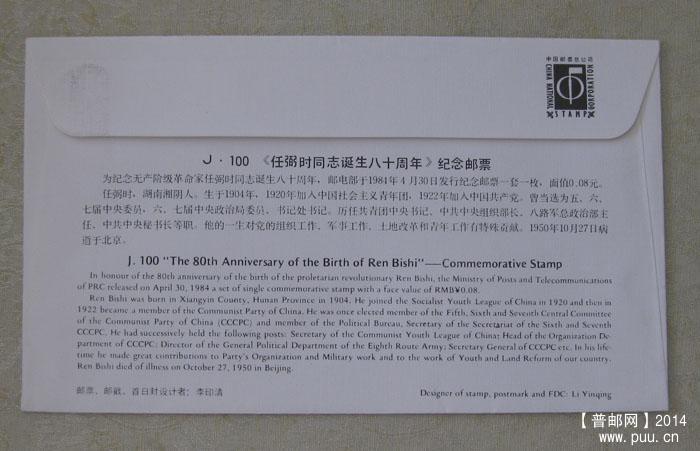 中国邮票总公司
CHINA NATIONAL
STAMP
CORPORATION
J·100 《任弼时同志诞生八十周年》纪念邮票
为纪念无产阶级革命家任弼时同志诞生八十周年，邮电部于1984年4月30日发行纪念邮票一套一枚，面值0.08元。
任弼时，湖南湘阴人。生于1904年，1920年加入中国社会主义青年团，1922年加入中国共产党。曾当选为五、六、
七届中央委员，六、七届中央政治局委员、书记处书记。历任共青团中央书记、中共中央组织部长、八路军总政治部主
任、中共中央秘书长等职。他的一生对党的组织工作、军事工作、土地改革和青年工作有特殊贡献。1950年10月27日病
逝于北京。
J. 100 "The 80th Anniversary of the Birth of Ren Bishi"—Commemorative Stamp
In honour of the 80th anniversary of the birth of the proletarian revolutionary Ren Bishi, the Ministry of Posts and Telecommunications
of PRC released on April 30, 1984 a set of single commemorative stamp with a face value of RMB¥0.08.
Ren Bishi was born in Xiangyin County, Hunan Province in 1904. He joined the Socialist Youth League of China in 1920 and then in
1922 became a member of the Communist Party of China. He was once elected member of the Fifth, Sixth and Seventh Central Committee
of the Communist Party of China (CCCPC) and member of the Political Bureau, Secretary of the Secretariat of the Sixth and Seventh
CCCPC. He had successively held the following posts: Secretary of the Communist Youth League of China; Head of the Organization De-
partment of CCCPC; Director of the General Political Department of the Eighth Route Army; Secretary General of CCCPC etc. In his life-
time he made great contributions to Party's Organization and Military work and to the work of Youth and Land Reform of our country.
Ren Bishi died of illness on October 27, 1950 in Beijing.
邮票、邮戳、首日封设计者：李印清
Designer of stamp, postmark and FDC: Li Yinqing
【普邮网】2014
www.puu.cn